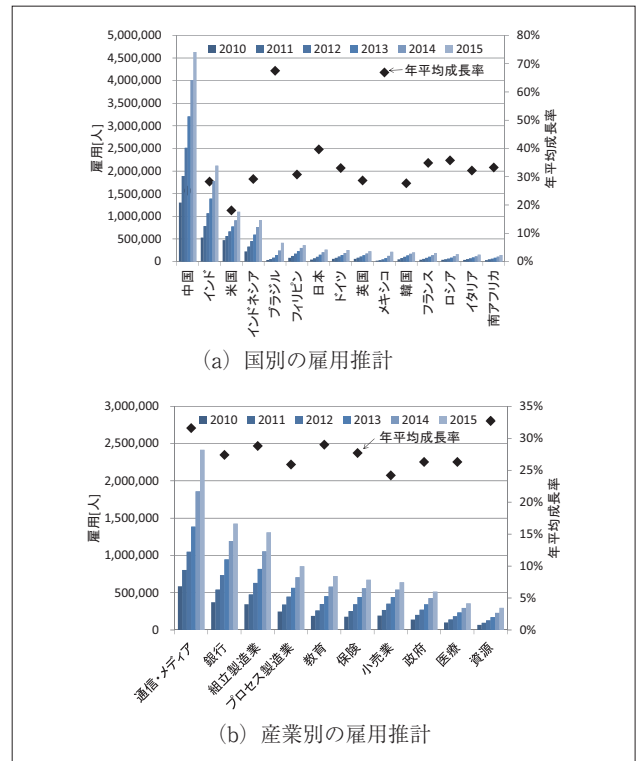 5,000,000
4,500,000
4,000,000
3,500,000
3,000,000
2,500,000
2,000,000
1,500,000
1,000,000
500,000
0
雇用[人]
2010 2011 2012 2013 2014 2015
年平均成長率
80%
70%
60%
50%
40%
30%
20%
10%
0%
年平均成長率
中国
インド
米国
インドネシア
ブラジル
フィリピン
日本
ドイツ
英国
メキシコ
韓国
フランス
ロシア
イタリア
南アフリカ
(a) 国別の雇用推計
3,000,000
2,500,000
2,000,000
1,500,000
1,000,000
500,000
0
雇用[人]
2010 2011 2012 2013 2014 2015
年平均成長率
35%
30%
25%
20%
15%
10%
5%
0%
年平均成長率
通信・メディア
銀行
組立製造業
プロセス製造業
教育
保険
小売業
政府
医療
資源
(b) 産業別の雇用推計